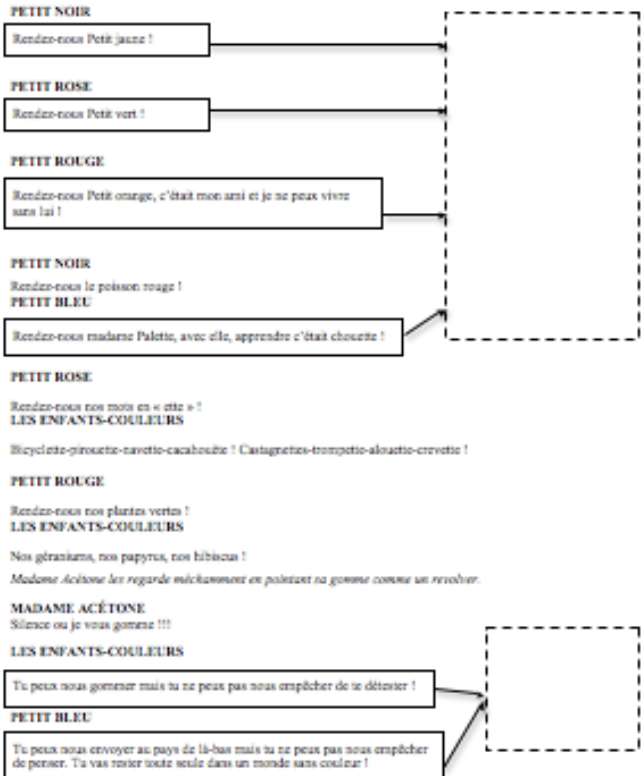 PETIT NOIR
Rendez-nous Petit jaune !
PETIT ROSE
Rendez-nous Petit vert !
PETIT ROUGE
Rendez-nous Petit orange, c'était mon ami et je ne peux vivre
sans lui !
PETIT NOIR
Rendez-nous le poisson rouge !
PETIT BLEU
Rendez-nous madame Palette, avec elle, apprendre c'était chouette !
PETIT ROSE
Rendez-nous nos mots en « ette » !
LES ENFANTS-COULEURS
Bicyclette-pirouette-navette-cacahouète ! Castagnettes-trompette-alouette-crevette !
PETIT ROUGE
Rendez-nous nos plantes vertes !
LES ENFANTS-COULEURS
Nos géraniums, nos papyrus, nos hibiscus !
Madame Acétone les regarde méchamment en pointant sa gomme comme un revolver.
MADAME ACÉTONE
Silence ou je vous gomme !!!
LES ENFANTS-COULEURS
Tu peux nous gommer mais tu ne peux pas nous empêcher de te détester !
PETIT BLEU
Tu peux nous envoyer au pays de là-bas mais tu ne peux pas nous empêcher
de penser. Tu vas rester toute seule dans un monde sans couleur !